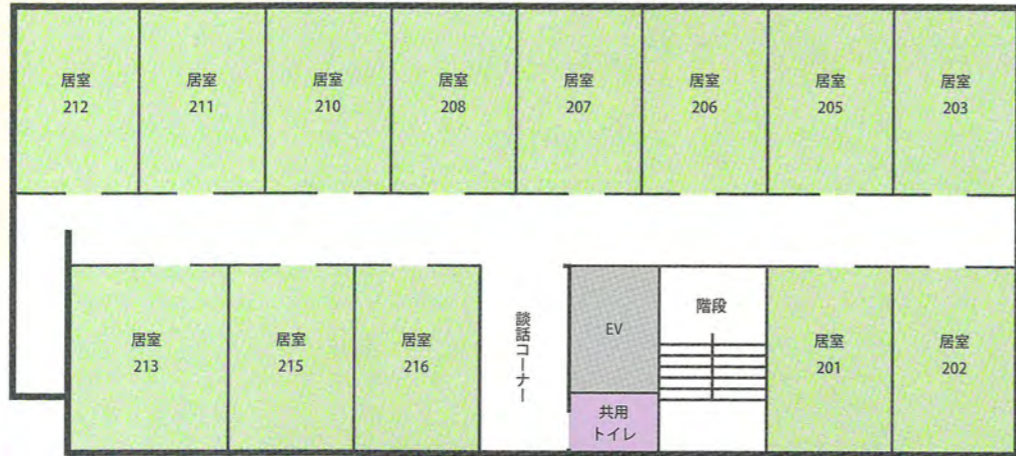 居室
212
居室
211
居室
210
居室
208
居室
207
居室
206
居室
205
居室
203
居室
213
居室
215
居室
216
談話コーナー
EV
共用
トイレ
階段
居室
201
居室
202